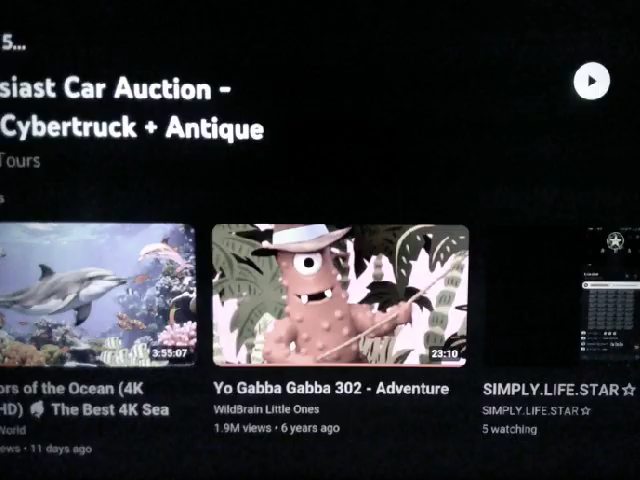 5...
siast Car Auction -
Cybertruck + Antique
Tours
s
3:55:07
23:10
ors of the Ocean (4K
HD) The Best 4K Sea
World
ews • 11 days ago
Yo Gabba Gabba 302 - Adventure
WildBrain Little Ones
1.9M views • 6 years ago
SIMPLY.LIFE.STAR☆
SIMPLY.LIFE.STAR☆
5 watching